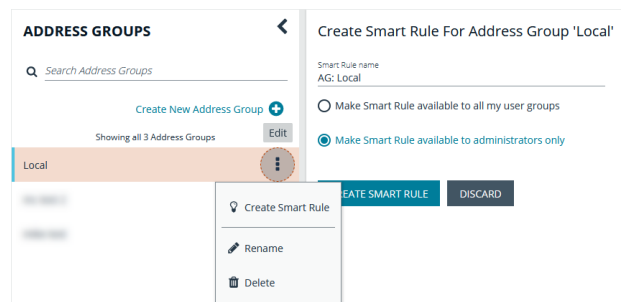 ADDRESS GROUPS
Search Address Groups
Create New Address Group
Showing all 3 Address Groups
Edit
Local
Create Smart Rule
Rename
Delete
Create Smart Rule For Address Group 'Local'
Smart Rule name
AG: Local
Make Smart Rule available to all my user groups
Make Smart Rule available to administrators only
EATE SMART RULE
DISCARD